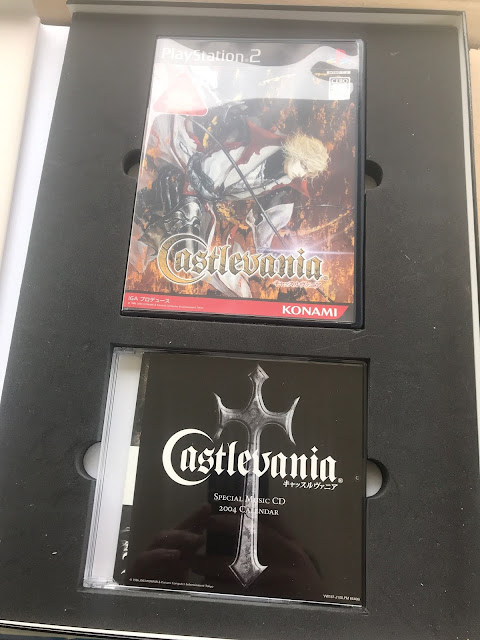 PlayStation 2
CERO
Castlevania
キャッスルヴァニア
IGA プロデュース
KONAMI
Castlevania®
キャッスルヴァニア
SPECIAL MUSIC CD
2004 CALENDAR